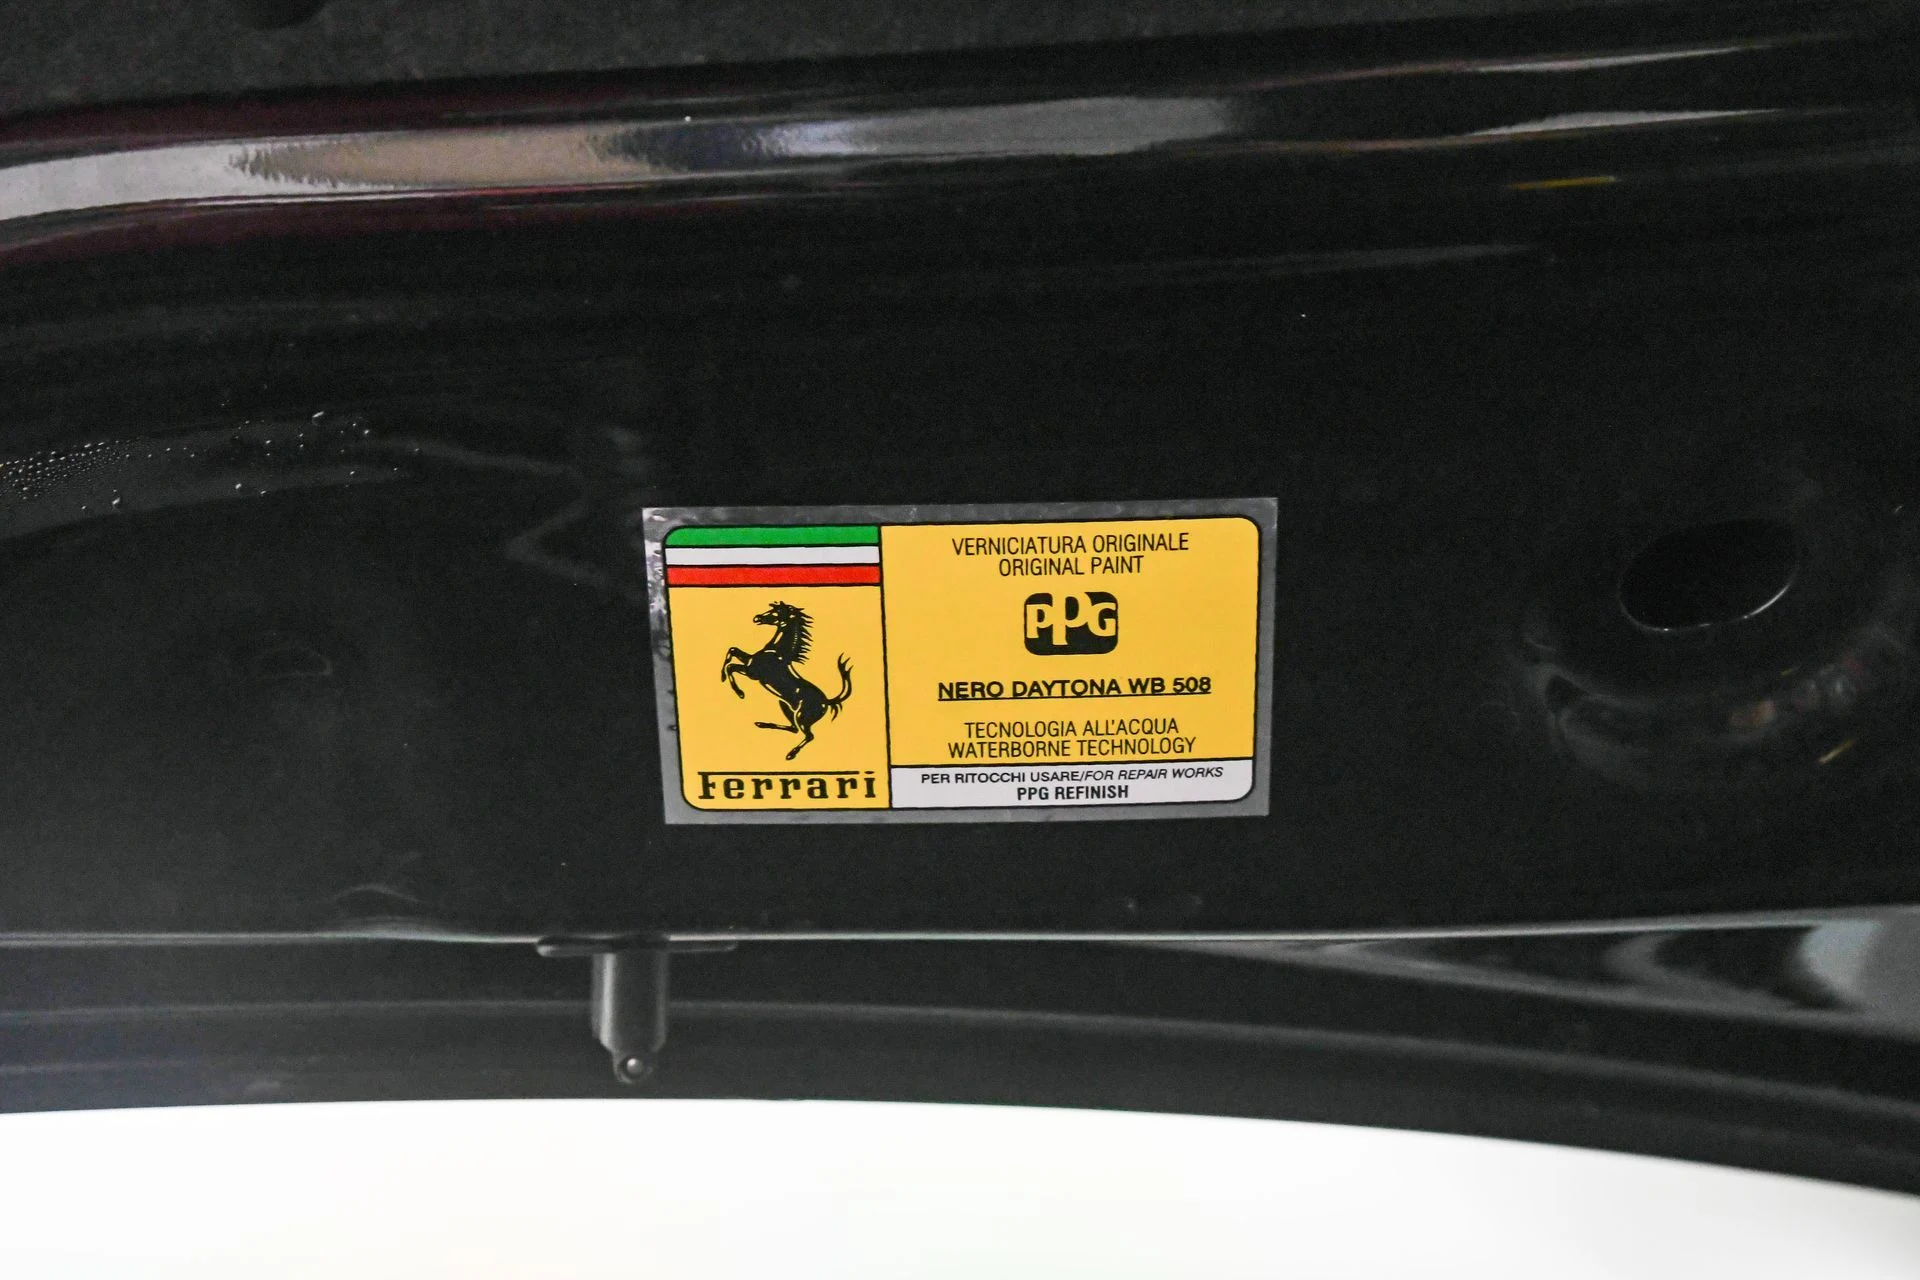 Ferrari
VERNICIATURA ORIGINALE
ORIGINAL PAINT
PPG
NERO DAYTONA WB 508
TECNOLOGIA ALL'ACQUA
WATERBORNE TECHNOLOGY
PER RITOCCHI USARE/FOR REPAIR WORKS
PPG REFINISH